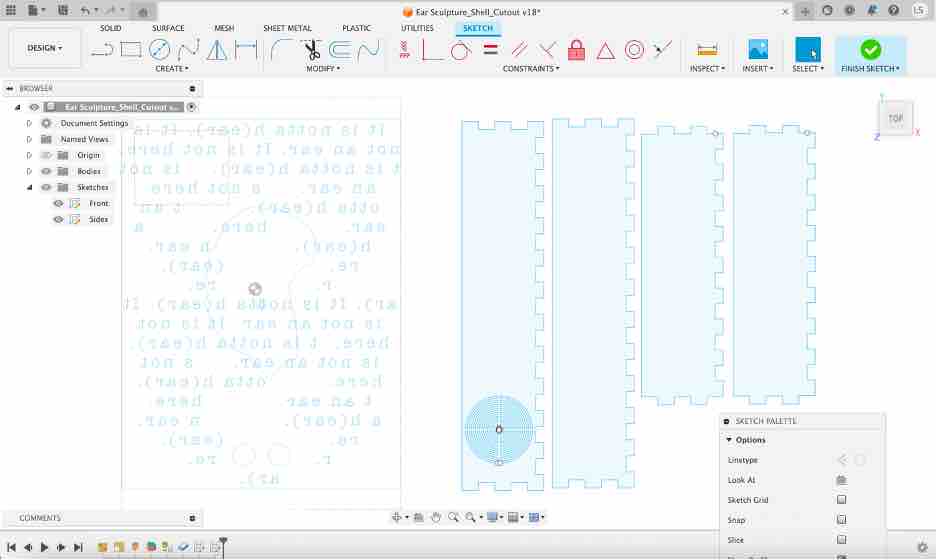 Ear Sculpture_Shell_Cutout v18*
LS
SOLID SURFACE MESH SHEET METAL PLASTIC UTILITIES SKETCH
DESIGN
CREATE MODIFY CONSTRAINTS INSPECT INSERT SELECT FINISH SKETCH
BROWSER
Ear Sculpture_Shell_Cutout v...
Document Settings
Named Views
Origin
Bodies
Sketches
Front
Sides
It is notta h(ear). It is
not an ear. It is not here
notta h(ear). is not
an ear. s not here
otta h(ear). t an
ear. here. a
h(ear). n ear.
re. (ear).
r. re.
ar). It is notta h(ear). It
is not an ear. It is not
here. t is notta h(ear).
is not an ear. s not
here. otta h(ear).
t an ear here.
h(ear). n ear.
re. (ear).
r. re.
ar).
TOP
Y
X
Z
SKETCH PALETTE
Options
Linetype
Look At
Sketch Grid
Snap
Slice
COMMENTS